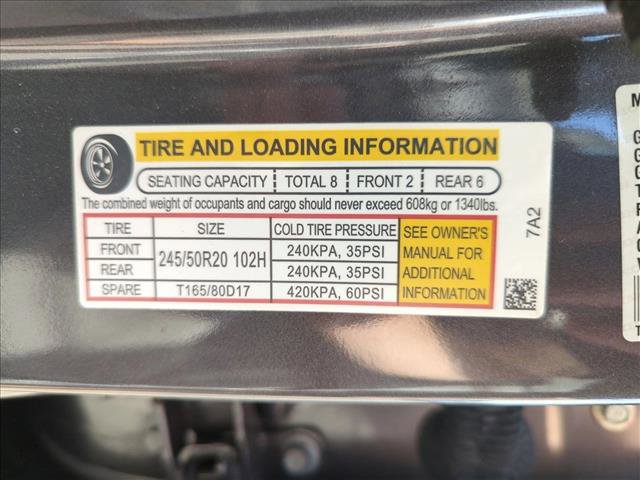 TIRE AND LOADING INFORMATION
SEATING CAPACITY TOTAL 8 FRONT 2 REAR 6
The combined weight of occupants and cargo should never exceed 608kg or 1340lbs.
TIRE SIZE COLD TIRE PRESSURE
FRONT 245/50R20 102H 240KPA, 35PSI
REAR 240KPA, 35PSI
SPARE T165/80D17 420KPA, 60PSI
SEE OWNER'S
MANUAL FOR
ADDITIONAL
INFORMATION
7A2
M
G
G
G
T